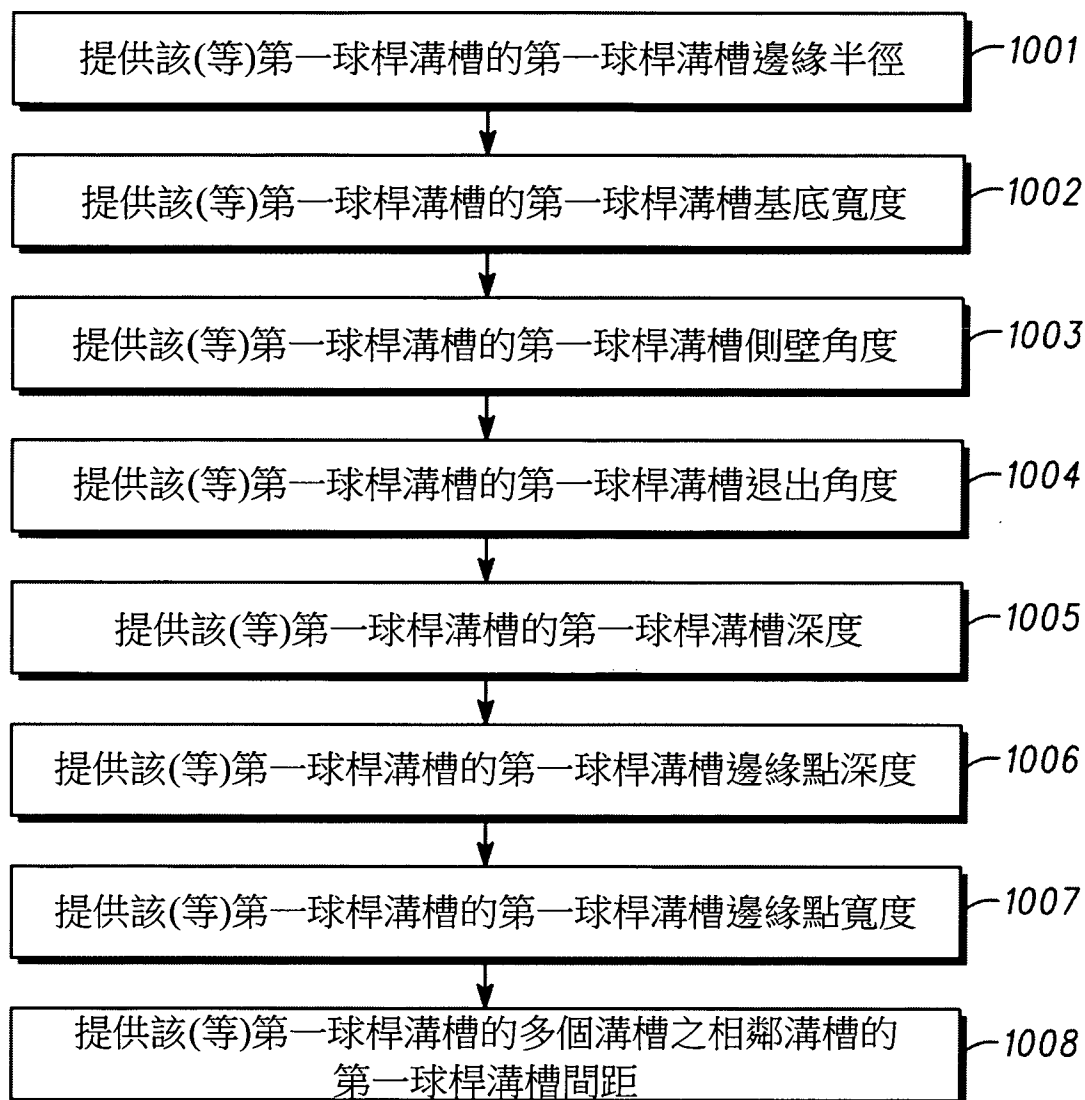 提供該(等)第一球桿溝槽的第一球桿溝槽邊緣半徑
1001
提供該(等)第一球桿溝槽的第一球桿溝槽基底寬度
1002
提供該(等)第一球桿溝槽的第一球桿溝槽側壁角度
1003
提供該(等)第一球桿溝槽的第一球桿溝槽退出角度
1004
提供該(等)第一球桿溝槽的第一球桿溝槽深度
1005
提供該(等)第一球桿溝槽的第一球桿溝槽邊緣點深度
1006
提供該(等)第一球桿溝槽的第一球桿溝槽邊緣點寬度
1007
提供該(等)第一球桿溝槽的多個溝槽之相鄰溝槽的
第一球桿溝槽間距
1008